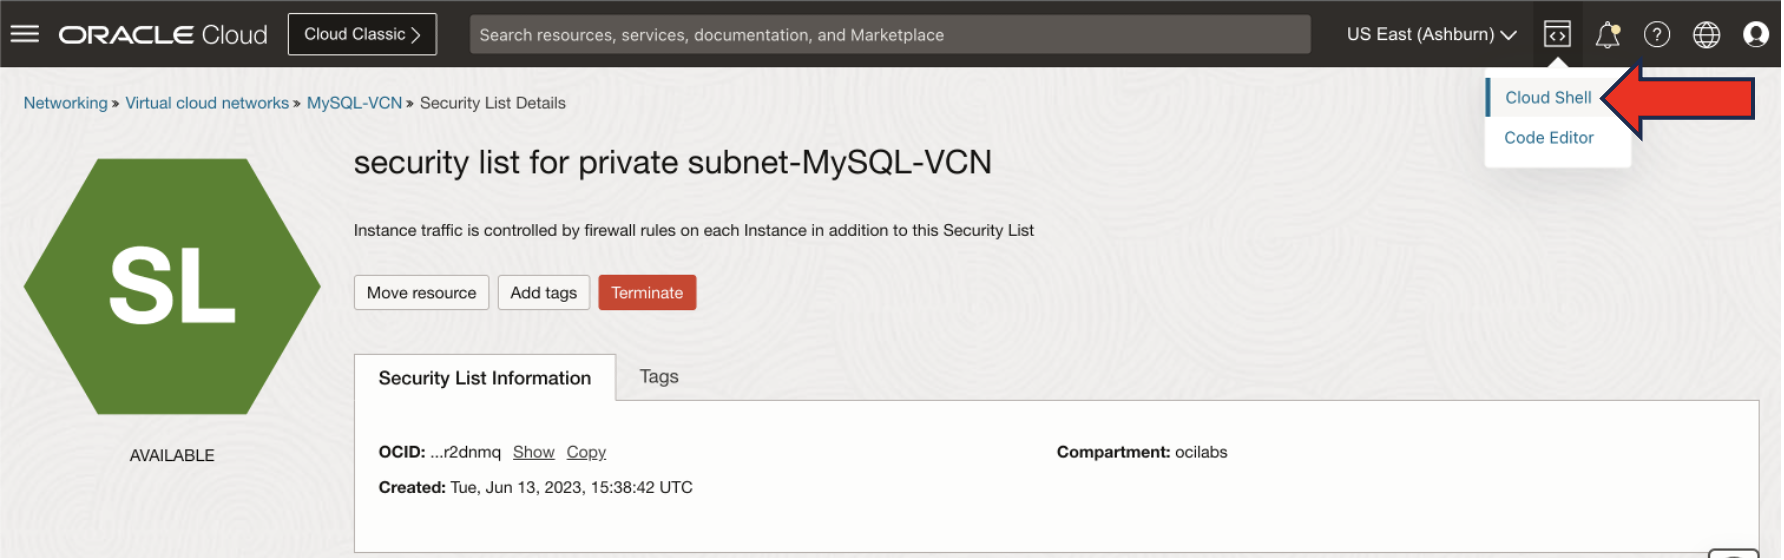 ORACLE Cloud
Cloud Classic >
Search resources, services, documentation, and Marketplace
US East (Ashburn)
Cloud Shell
Code Editor
Networking » Virtual cloud networks » MySQL-VCN » Security List Details
security list for private subnet-MySQL-VCN
Instance traffic is controlled by firewall rules on each Instance in addition to this Security List
Move resource Add tags Terminate
SL
AVAILABLE
Security List Information Tags
OCID: ...r2dnmq Show Copy Compartment: ocilabs
Created: Tue, Jun 13, 2023, 15:38:42 UTC